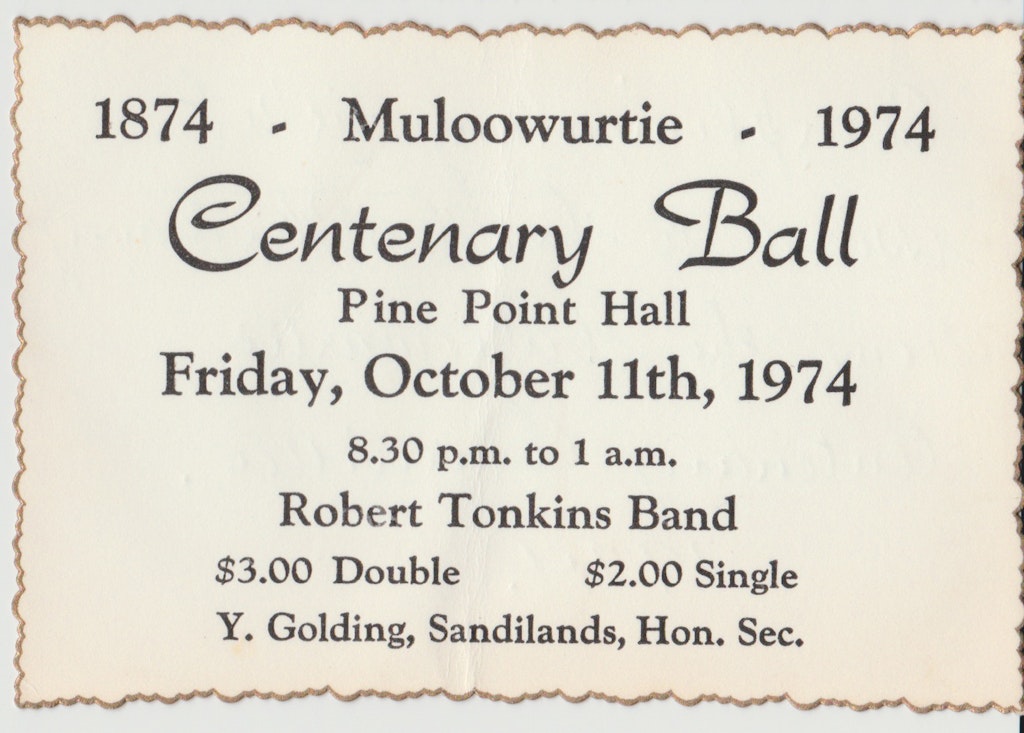 1874 - Muloowurtie - 1974
Centenary Ball
Pine Point Hall
Friday, October 11th, 1974
8.30 p.m. to 1 a.m.
Robert Tonkins Band
$3.00 Double $2.00 Single
Y. Golding, Sandilands, Hon. Sec.